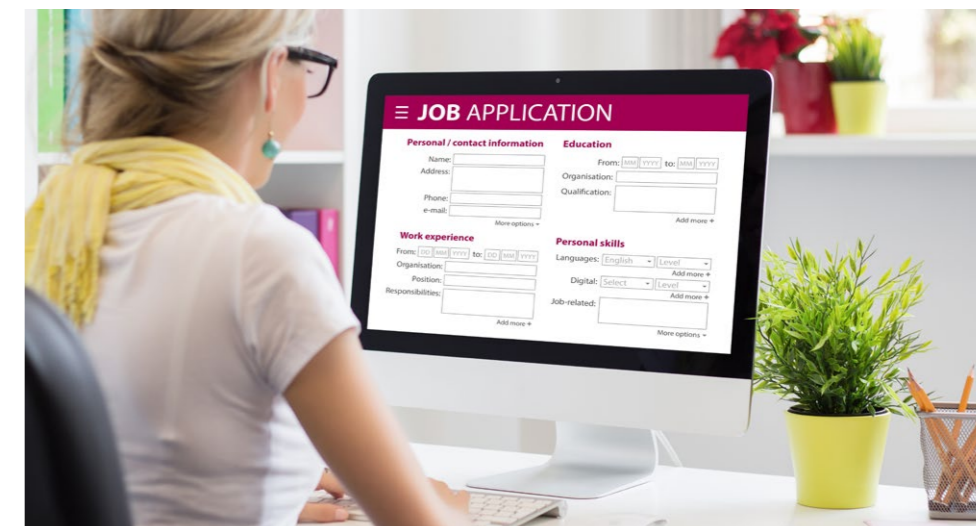 ☰ JOB APPLICATION
Personal / contact information
Name:
Address:
Phone:
e-mail:
More options
Work experience
From: DD MM YYYY to: DD MM YYYY
Organisation:
Position:
Responsibilities:
Add more +
Education
From: MM YYYY to: MM YYYY
Organisation:
Qualification:
Add more +
Personal skills
Languages: English Level
Add more +
Digital: Select Level
Add more +
Job-related:
More options